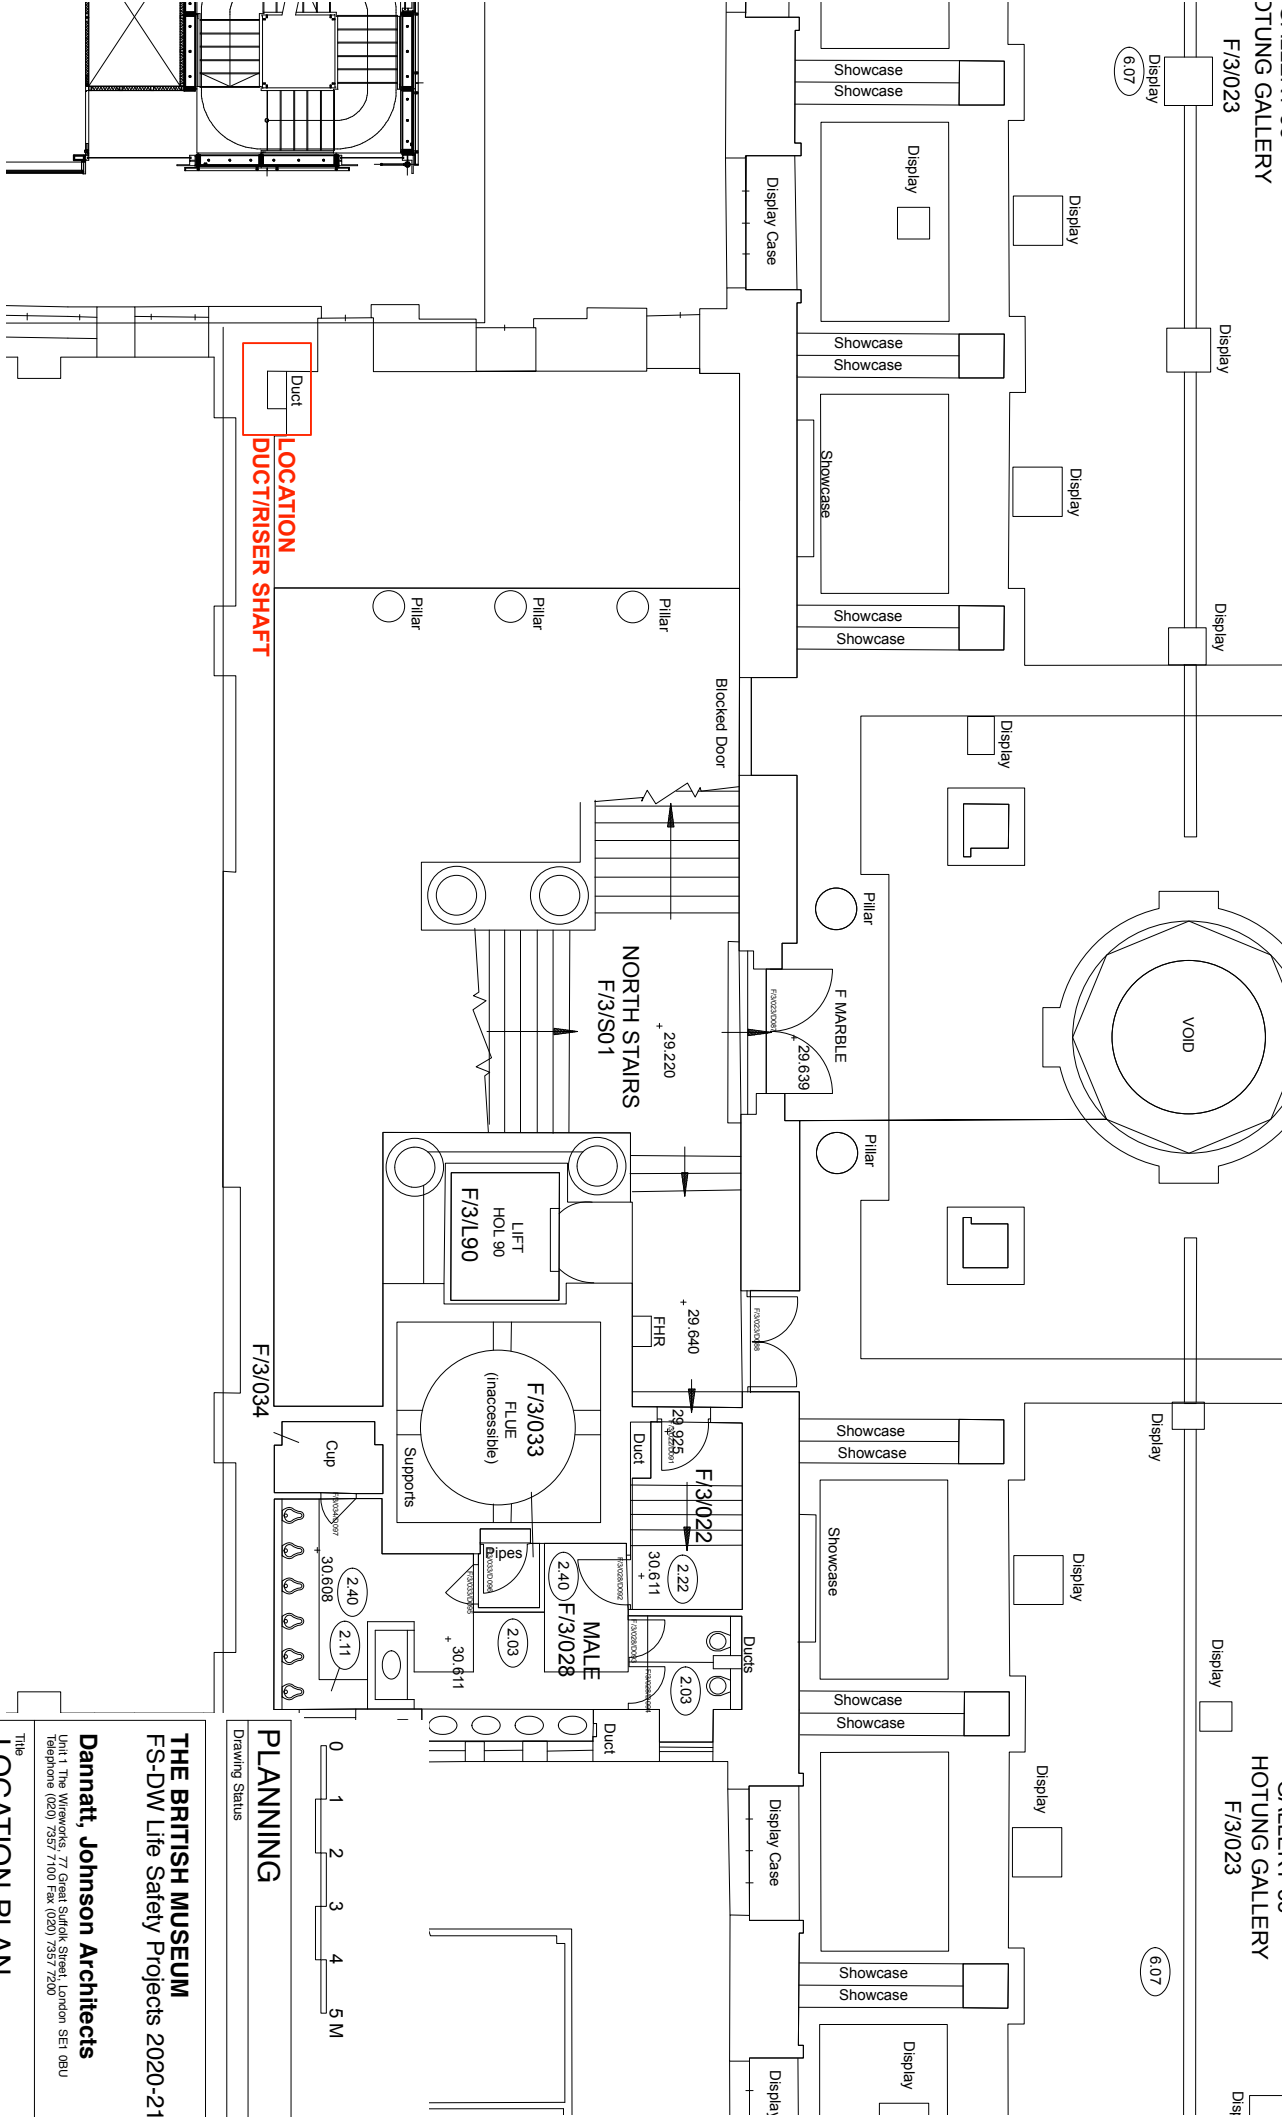 HOTUNG GALLERY
F/3/023
6.07
Display
Display
Display
Display
Display
Display
Display
Showcase
Showcase
Display Case
Showcase
Showcase
Showcase
Showcase
Showcase
Duct
LOCATION
DUCT/RISER SHAFT
Pillar
Pillar
Pillar
Blocked Door
Pillar
VOID
F MARBLE
29.639
NORTH STAIRS
F/3/S01
29.220
Pillar
LIFT
HOL 90
F/3/L90
FHR
29.640
F/3/034
Cup
F/3/033
FLUE
(inaccessible)
Supports
Duct
29.925
F/3/022
Pipes
30.611
2.22
2.40
MALE
F/3/028
30.608
2.40
2.11
2.03
30.611
2.03
Ducts
Duct
Showcase
Showcase
Showcase
Display
Display
Display
Display
Showcase
Showcase
Display Case
Showcase
Showcase
Display
Display
HOTUNG GALLERY
F/3/023
6.07
0 1 2 3 4 5 M
PLANNING
Drawing Status
THE BRITISH MUSEUM
FS-DW Life Safety Projects 2020-21
Dannatt, Johnson Architects
Unit 1 The Wireworks, 77 Great Suffolk Street, London SE1 0BU
Telephone (020) 7357 7100 Fax (020) 7357 7200
Title
LOCATION PLAN